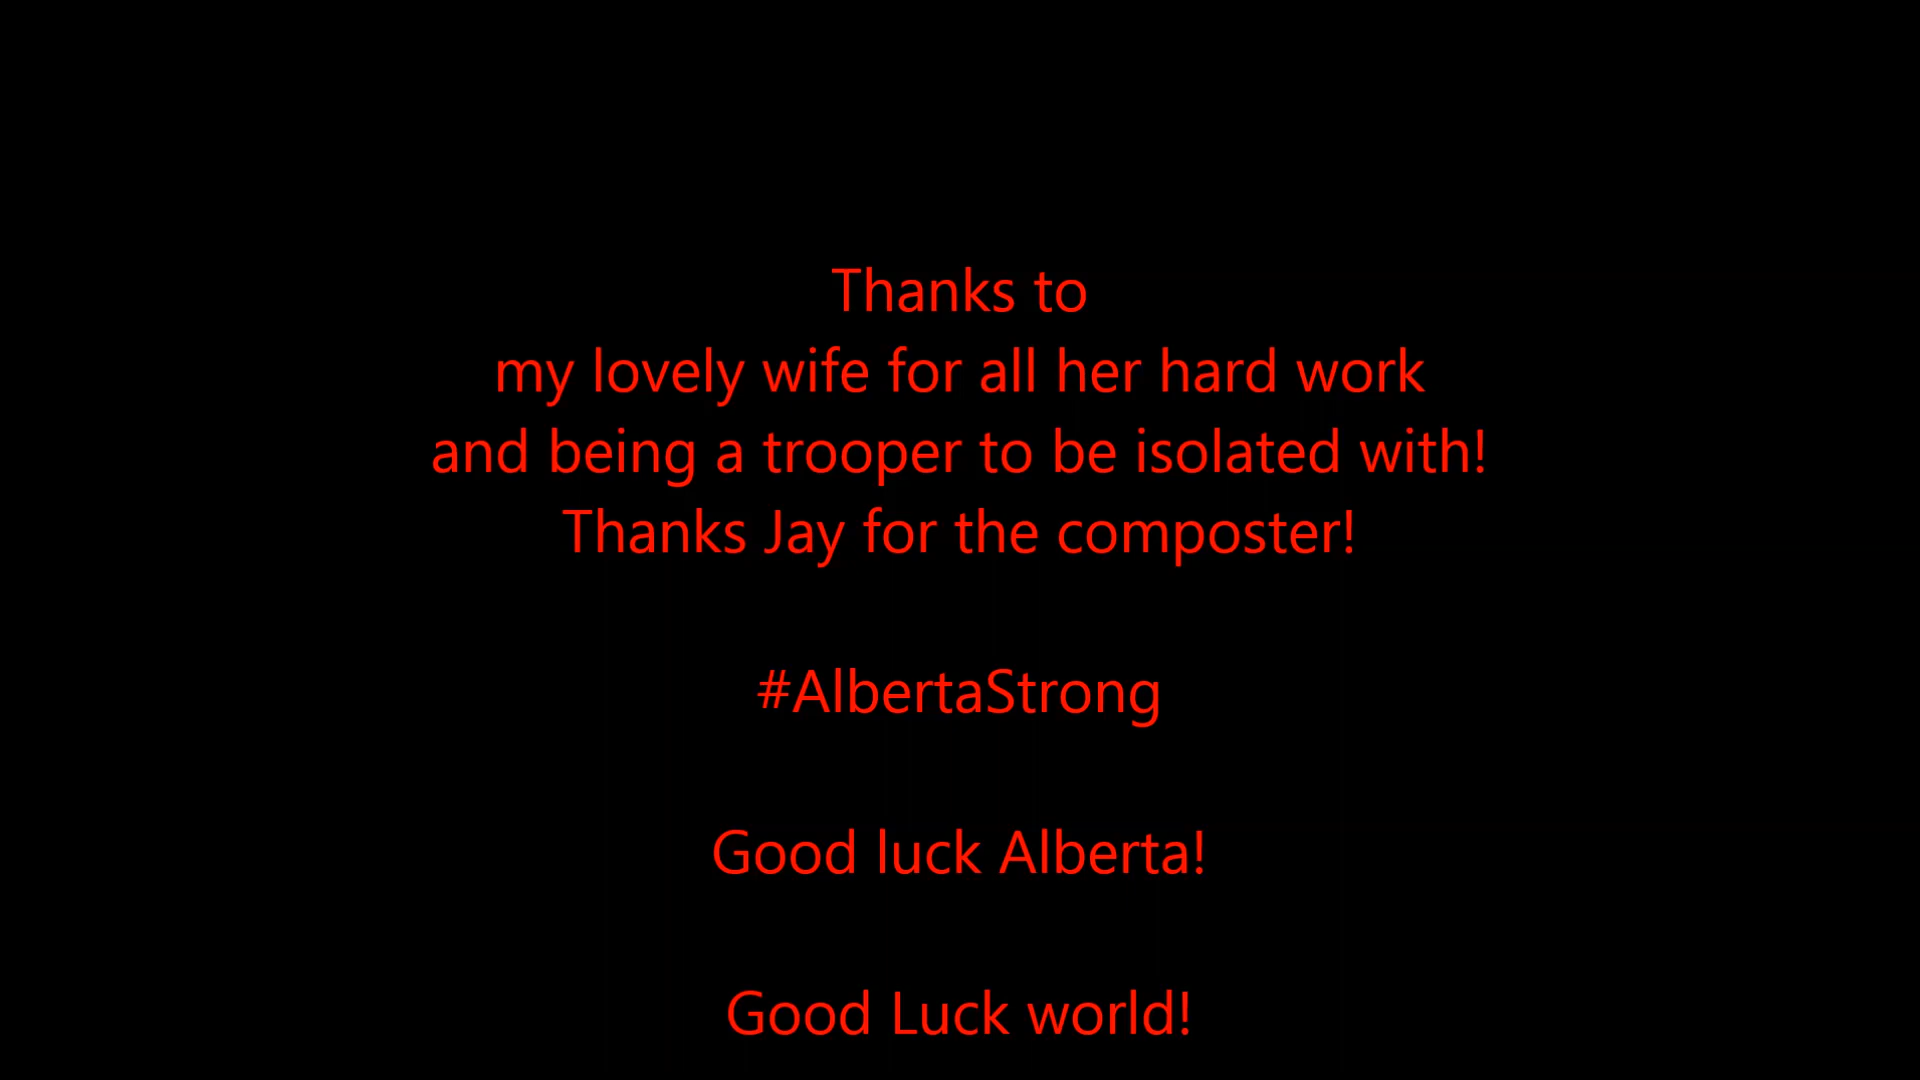 Thanks to
my lovely wife for all her hard work
and being a trooper to be isolated with!
Thanks Jay for the composter!
#AlbertaStrong
Good luck Alberta!
Good Luck world!